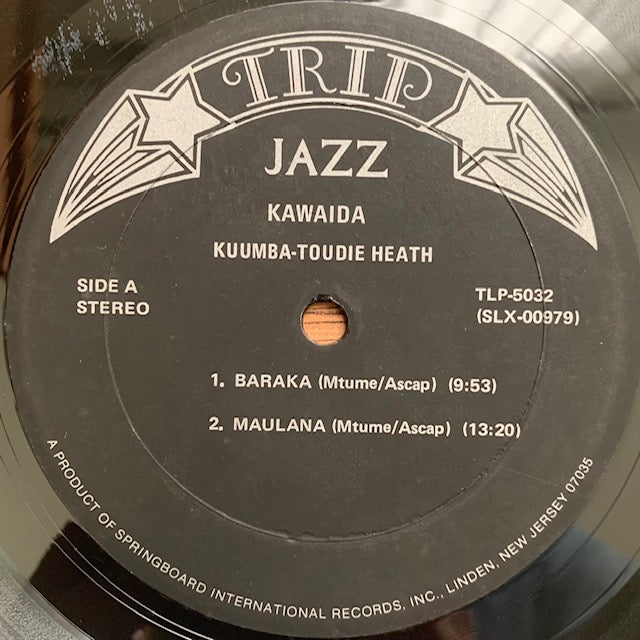 TRIP
JAZZ
KAWAIDA
KUUMBA-TOUDIE HEATH
SIDE A
STEREO
TLP-5032
(SLX-00979)
1. BARAKA (Mtume/Ascap) (9:53)
2. MAULANA (Mtume/Ascap) (13:20)
A PRODUCT OF SPRINGBOARD INTERNATIONAL RECORDS, INC., LINDEN, NEW JERSEY 07035